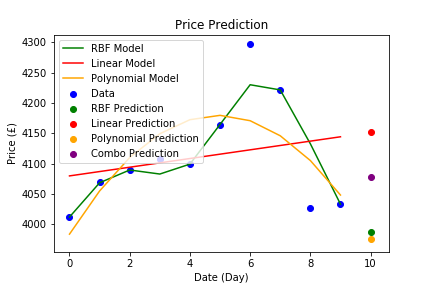 Price Prediction
4300
4250
4200
4150
4100
4050
4000
Price (£)
RBF Model
Linear Model
Polynomial Model
Data
RBF Prediction
Linear Prediction
Polynomial Prediction
Combo Prediction
0 2 4 6 8 10
Date (Day)